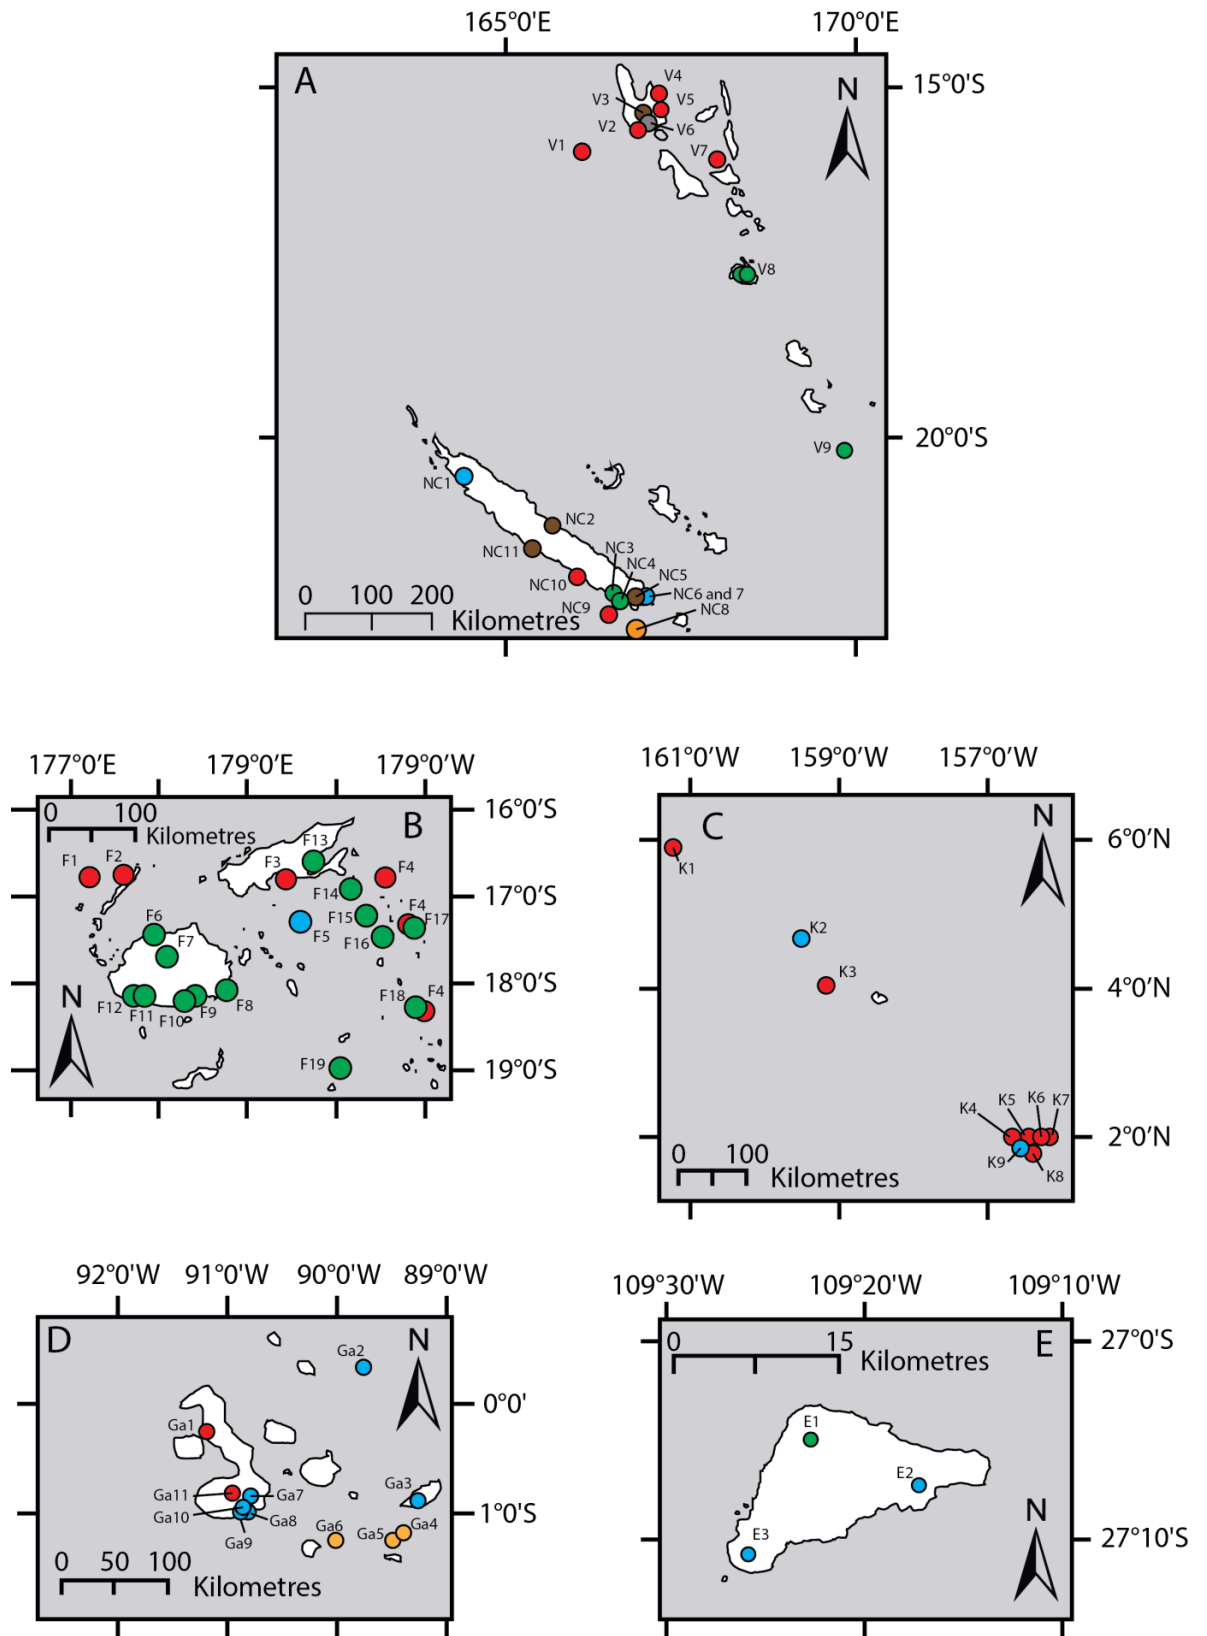 165°0'E 170°0'E
A
V4
N
15°0'S
V3 V5
V2 V6
V1 V7
V8
V9
20°0'S
NC1
NC2
NC11 NC3
NC4
NC10 NC5
NC6 and 7
NC9 NC8
0 100 200
Kilometres
177°0'E 179°0'E 179°0'W
0 100
Kilometres
B
16°0'S
F13
F1 F2 F3 F4
17°0'S
F14
F4
F6 F15 F17
F5 F16
F7
18°0'S
N
F12 F11 F10 F9 F8 F18 F4
F19
19°0'S
161°0'W 159°0'W 157°0'W
C
N
6°0'N
K1
K2
K3
4°0'N
K4 K5 K6 K7
2°0'N
K9 K8
0 100
Kilometres
92°0'W 91°0'W 90°0'W 89°0'W
D
N
Ga2
0°0'
Ga1
Ga11 Ga7 Ga3
Ga10 Ga8 Ga6 Ga5 Ga4
1°0'S
Ga9
0 50 100
Kilometres
109°30'W 109°20'W 109°10'W
0 15
Kilometres
E
27°0'S
E1
E2
N
E3
27°10'S